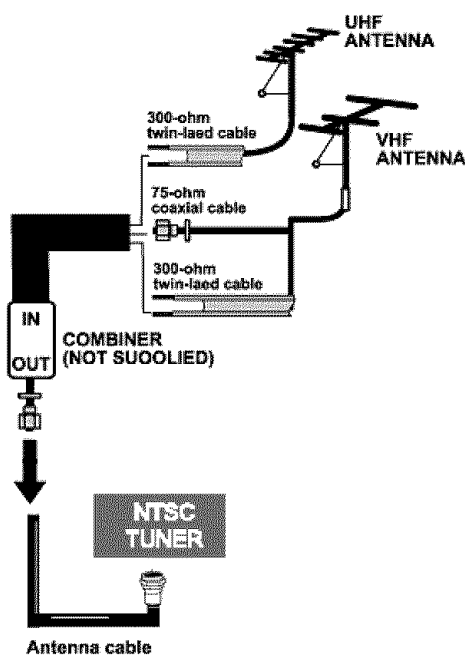 UHF
ANTENNA
300-ohm
twin-laed cable
VHF
ANTENNA
75-ohm
coaxial cable
300-ohm
twin-laed cable
IN
OUT
COMBINER
(NOT SUOOLIED)
NTSC
TUNER
Antenna cable